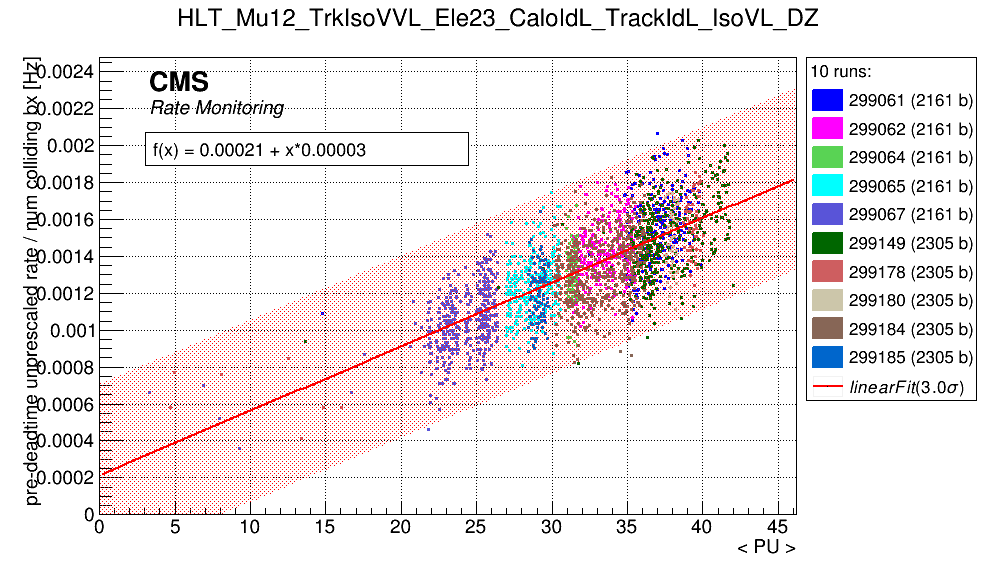 HLT_Mu12_TrkIsoVVL_Ele23_CaloIdL_TrackIdL_IsoVL_DZ
pre-deadtime unprescaled rate / num colliding bx [Hz]
0.0024
0.0022
0.002
0.0018
0.0016
0.0014
0.0012
0.001
0.0008
0.0006
0.0004
0.0002
0
CMS
Rate Monitoring
f(x) = 0.00021 + x*0.00003
0 5 10 15 20 25 30 35 40 45
< PU >
10 runs:
299061 (2161 b)
299062 (2161 b)
299064 (2161 b)
299065 (2161 b)
299067 (2161 b)
299149 (2305 b)
299178 (2305 b)
299180 (2305 b)
299184 (2305 b)
299185 (2305 b)
linearFit(3.0σ)